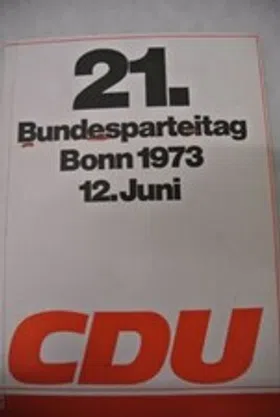 21.
Bundesparteitag
Bonn 1973
12. Juni
CDU